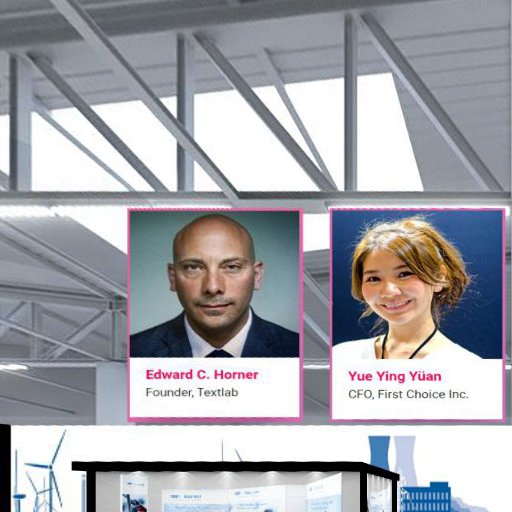 Edward C. Horner
Founder, Textlab
Yue Ying Yüan
CFO, First Choice Inc.